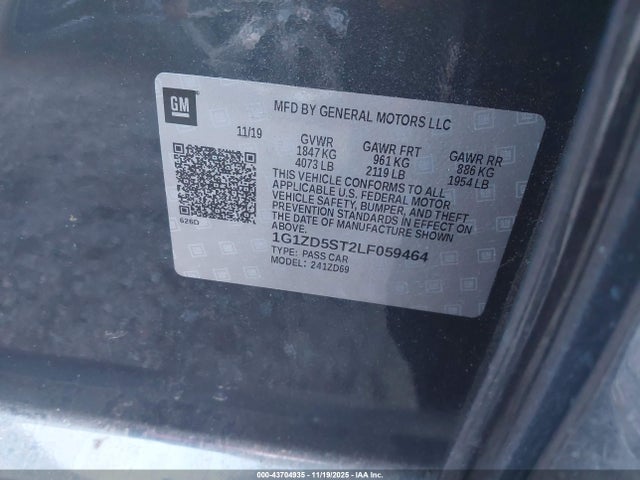 GM
MFD BY GENERAL MOTORS LLC
11/19 GVWR GAWR FRT GAWR RR
1847 KG 961 KG 886 KG
4073 LB 2119 LB 1954 LB
THIS VEHICLE CONFORMS TO ALL
APPLICABLE U.S. FEDERAL MOTOR
VEHICLE SAFETY, BUMPER, AND THEFT
PREVENTION STANDARDS IN EFFECT ON
THE DATE OF MANUFACTURE SHOWN
ABOVE.
626D
1G1ZD5ST2LF059464
TYPE: PASS CAR
MODEL: 241ZD69
000-43704935 - 11/19/2025 - IAA Inc.